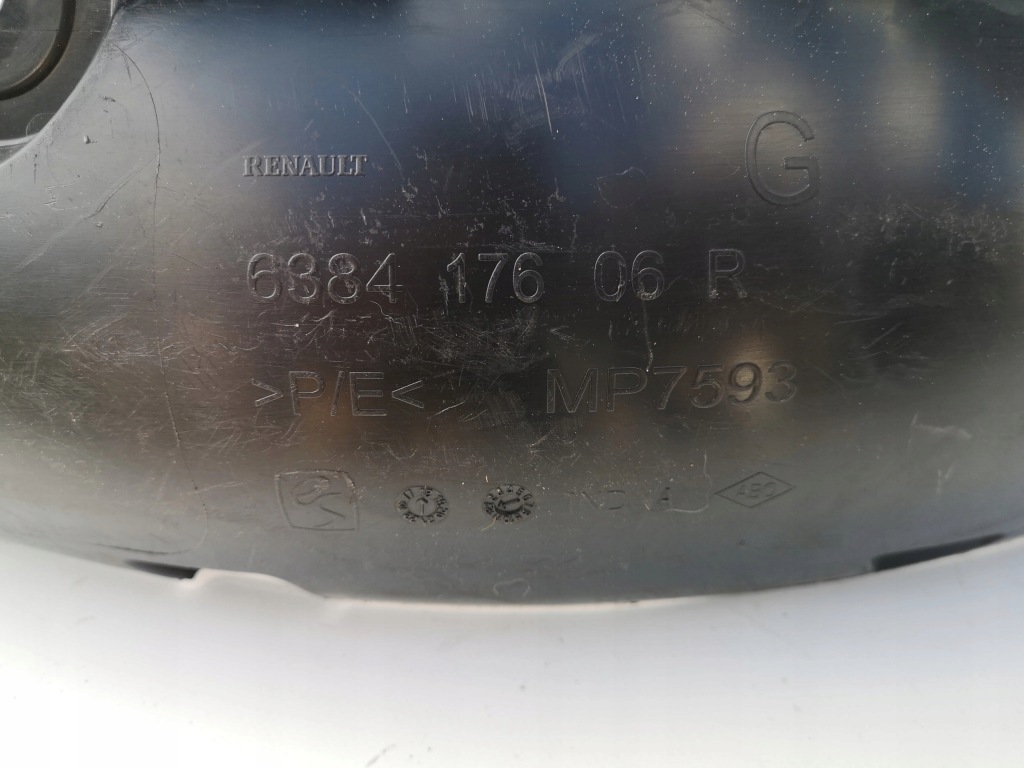 G
RENAULT
6384 176 06 R
>P/E< MP7593